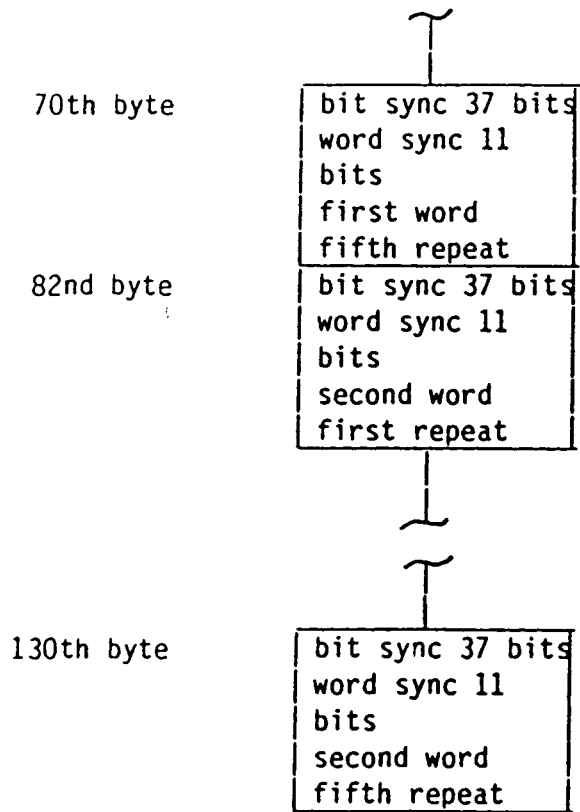 70th byte bit sync 37 bits
word sync 11
bits
first word
fifth repeat
82nd byte bit sync 37 bits
word sync 11
bits
second word
first repeat
130th byte bit sync 37 bits
word sync 11
bits
second word
fifth repeat